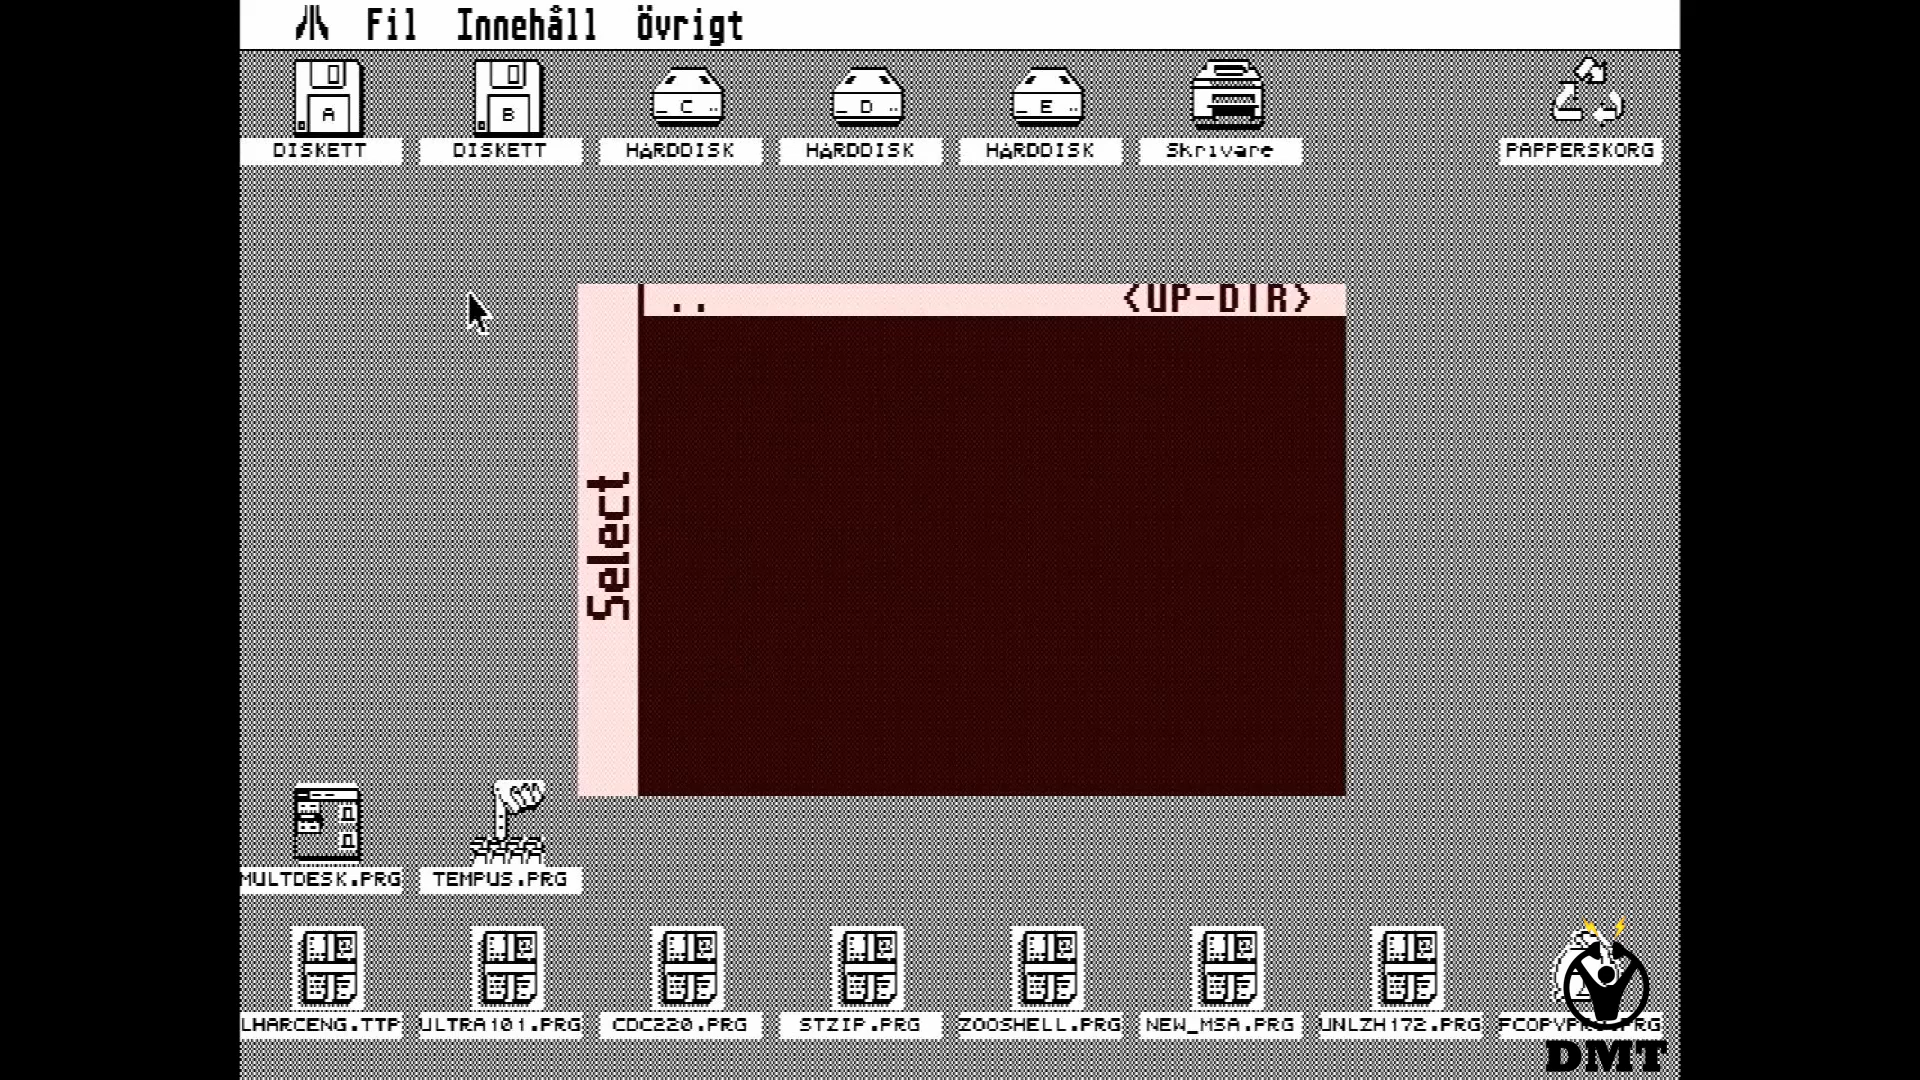 Fil Innehåll Övrigt
A B C D E
DISKETT DISKETT HARDDISK HARDDISK HARDDISK Skrivare PAPPERSKORG
.. <UP-DIR>
Select
MULTDESK.PRG TEMPUS.PRG
LHARCENG.TTP ULTRA101.PRG CDC220.PRG STZIP.PRG ZOOSHELL.PRG NEW_MSA.PRG UNLZH172.PRG
DMT